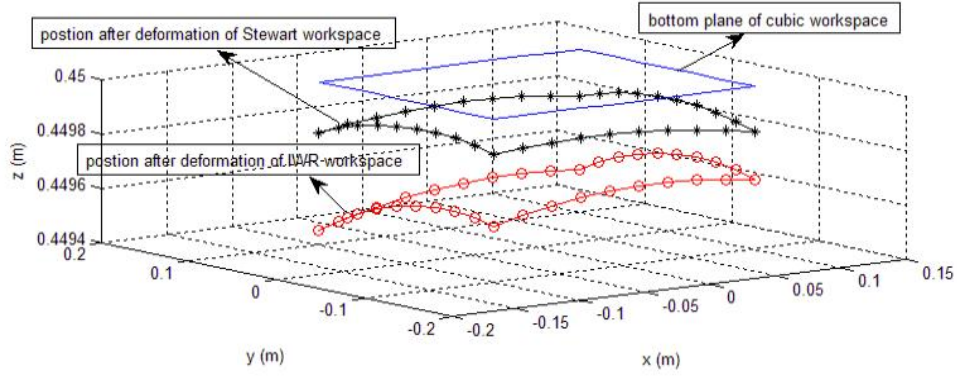 bottom plane of cubic workspace
postion after deformation of Stewart workspace
postion after deformation of IWR-workspace
z (m)
0.45
0.4498
0.4496
0.4494
0.2
0.1
0
-0.1
-0.2
y (m)
-0.2
-0.15
-0.1
-0.05
0
0.05
0.1
0.15
x (m)